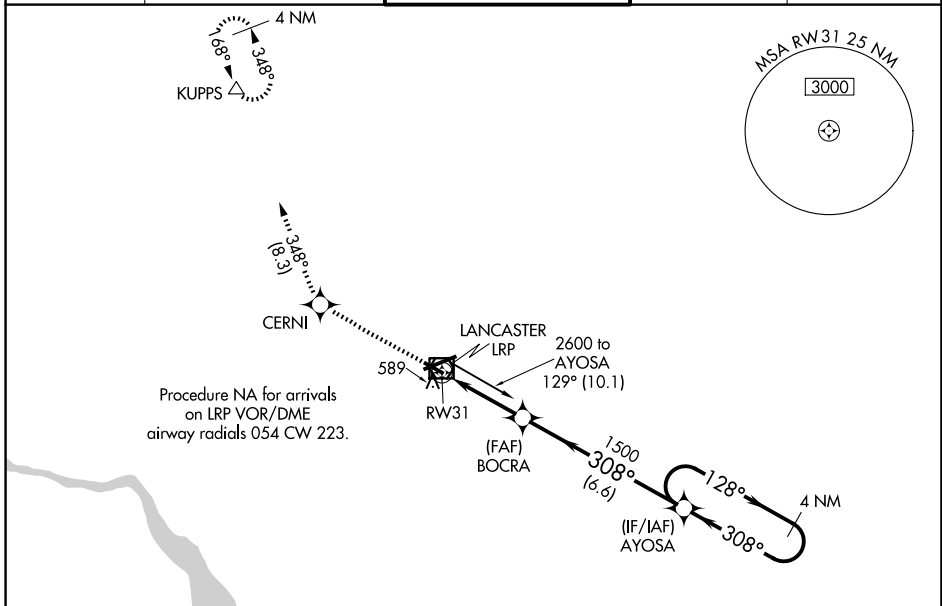 4 NM
168°
348°
KUPPS
MSA RW31 25 NM
3000
348°
(8.3)
CERNI
LANCASTER
LRP
2600 to
AYOSA
129° (10.1)
589
RW31
Procedure NA for arrivals
on LRP VOR/DME
airway radials 054 CW 223.
(FAF)
BOCRA
1500
308°
(6.6)
128°
4 NM
308°
(IF/IAF)
AYOSA